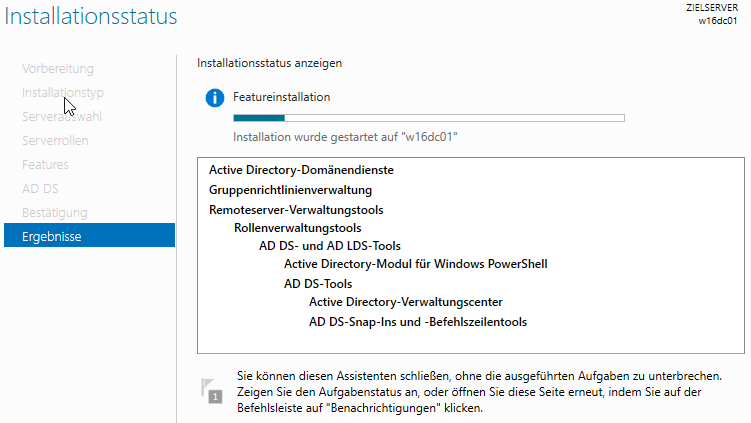 Installationsstatus
ZIELSERVER
w16dc01
Vorbereitung
Installationstyp
Serverauswahl
Serverrollen
Features
AD DS
Bestätigung
Ergebnisse
Installationsstatus anzeigen
Featureinstallation
Installation wurde gestartet auf "w16dc01"
Active Directory-Domänendienste
Gruppenrichtlinienverwaltung
Remoteserver-Verwaltungstools
Rollenverwaltungstools
AD DS- und AD LDS-Tools
Active Directory-Modul für Windows PowerShell
AD DS-Tools
Active Directory-Verwaltungscenter
AD DS-Snap-Ins und -Befehlszeilentools
1
Sie können diesen Assistenten schließen, ohne die ausgeführten Aufgaben zu unterbrechen.
Zeigen Sie den Aufgabenstatus an, oder öffnen Sie diese Seite erneut, indem Sie auf der
Befehlsleiste auf "Benachrichtigungen" klicken.